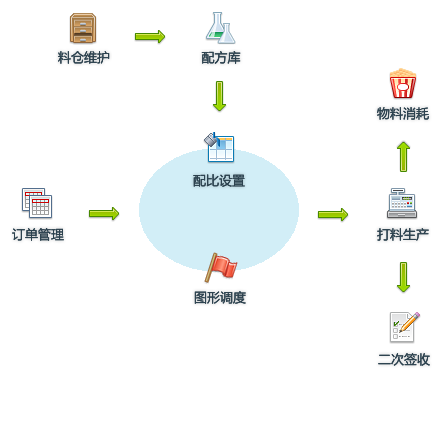 料仓维护
配方库
物料消耗
配比设置
订单管理
打料生产
图形调度
二次签收